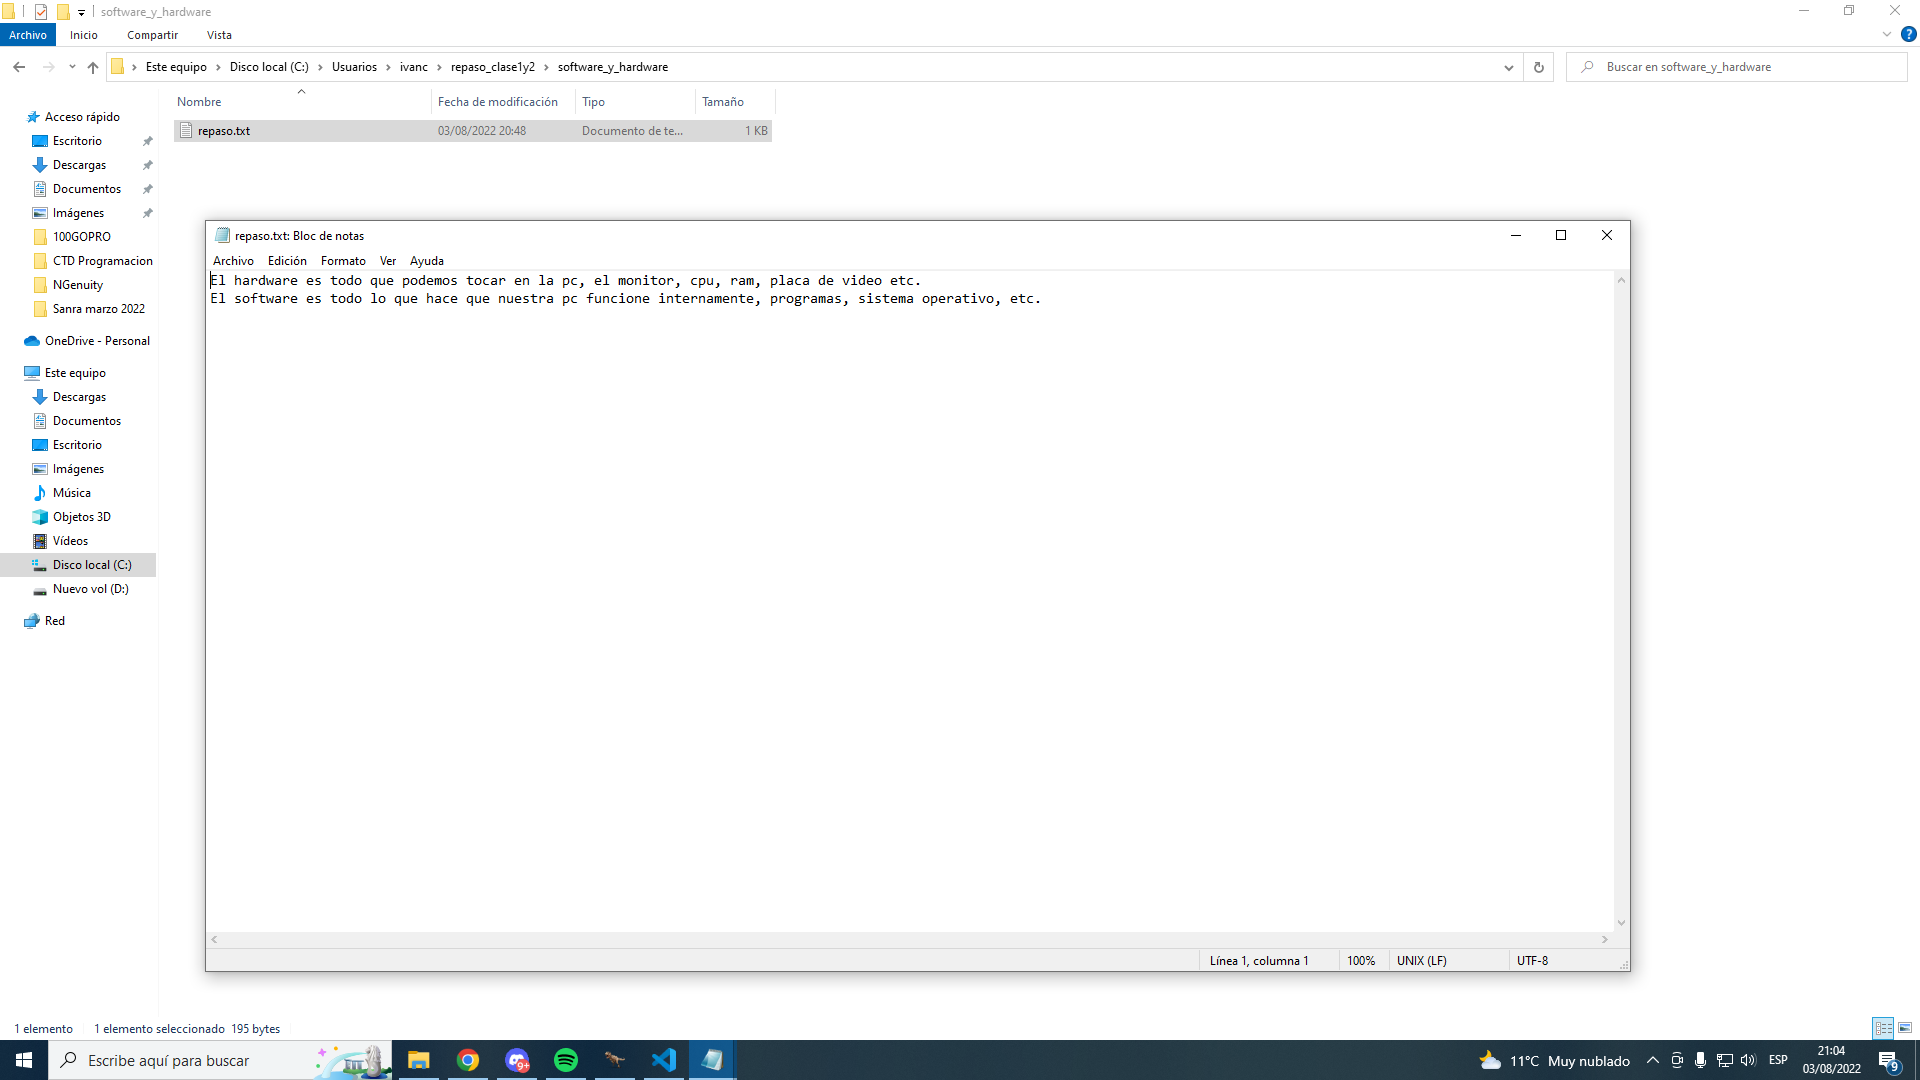 software_y_hardware
Archivo Inicio Compartir Vista
Este equipo Disco local (C:) Usuarios ivanc repaso_clase1y2 software_y_hardware
Buscar en software_y_hardware
Nombre Fecha de modificación Tipo Tamaño
repaso.txt 03/08/2022 20:48 Documento de te... 1 KB
Acceso rápido
Escritorio
Descargas
Documentos
Imágenes
100GOPRO
CTD Programacion
NGenuity
Sanra marzo 2022
OneDrive - Personal
Este equipo
Descargas
Documentos
Escritorio
Imágenes
Música
Objetos 3D
Vídeos
Disco local (C:)
Nuevo vol (D:)
Red
repaso.txt: Bloc de notas
Archivo Edición Formato Ver Ayuda
El hardware es todo que podemos tocar en la pc, el monitor, cpu, ram, placa de video etc.
El software es todo lo que hace que nuestra pc funcione internamente, programas, sistema operativo, etc.
Línea 1, columna 1 100% UNIX (LF) UTF-8
1 elemento 1 elemento seleccionado 195 bytes
Escribe aquí para buscar
9+
11°C Muy nublado
ESP
21:04
03/08/2022
9